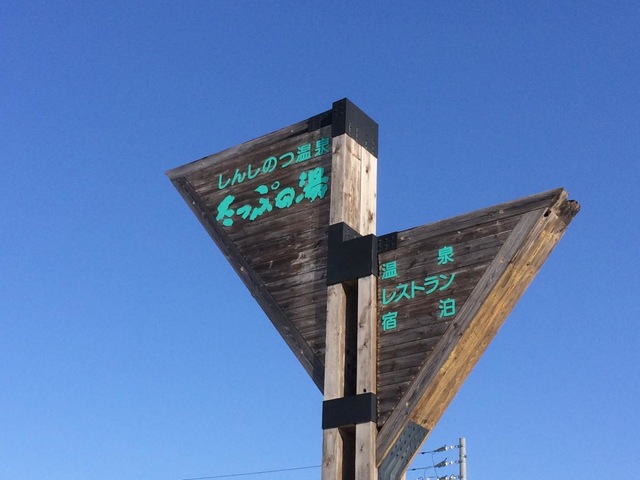 しんしのつ温泉
たっぷの湯
温泉
レストラン
宿泊